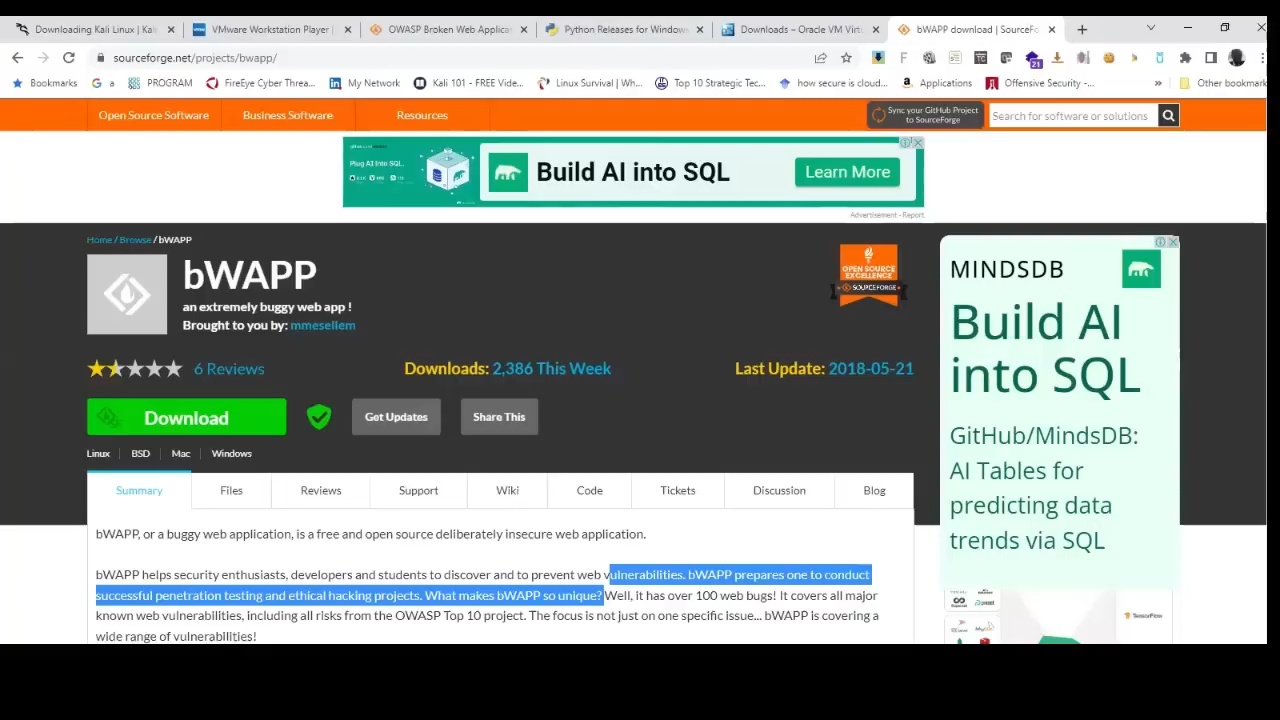 Downloading Kali Linux | Kal
VMware Workstation Player |
OWASP Broken Web Applica
Python Releases for Window
Downloads – Oracle VM Virtu
bWAPP download | SourceFo
sourceforge.net/projects/bwapp/
21
Bookmarks
G a
PROGRAM
FireEye Cyber Threa...
My Network
Kali 101 - FREE Vide...
Linux Survival | Wh...
Top 10 Strategic Tec...
how secure is cloud...
Applications
Offensive Security -...
»
Other bookmark
Open Source Software
Business Software
Resources
Sync your GitHub Project
to SourceForge
Search for software or solutions
Plug AI Into SQL.
Build AI into SQL
Learn More
Advertisement - Report
Home / Browse / bWAPP
bWAPP
an extremely buggy web app !
Brought to you by: mmesellem
OPEN SOURCE
EXCELLENCE
SOURCEFORGE
6 Reviews
Downloads: 2,386 This Week
Last Update: 2018-05-21
Download
Get Updates
Share This
Linux
BSD
Mac
Windows
Summary
Files
Reviews
Support
Wiki
Code
Tickets
Discussion
Blog
bWAPP, or a buggy web application, is a free and open source deliberately insecure web application.
bWAPP helps security enthusiasts, developers and students to discover and to prevent web vulnerabilities. bWAPP prepares one to conduct
successful penetration testing and ethical hacking projects. What makes bWAPP so unique? Well, it has over 100 web bugs! It covers all major
known web vulnerabilities, including all risks from the OWASP Top 10 project. The focus is not just on one specific issue... bWAPP is covering a
wide range of vulnerabilities!
MINDSDB
Build AI
into SQL
GitHub/MindsDB:
AI Tables for
predicting data
trends via SQL
TensorFlow